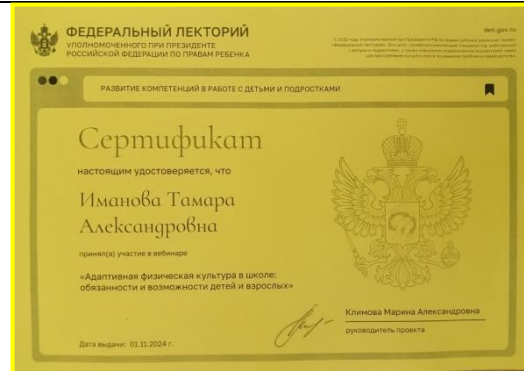 ФЕДЕРАЛЬНЫЙ ЛЕКТОРИЙ
УПОЛНОМОЧЕННОГО ПРИ ПРЕЗИДЕНТЕ
РОССИЙСКОЙ ФЕДЕРАЦИИ ПО ПРАВАМ РЕБЕНКА
deti.gov.ru
РАЗВИТИЕ КОМПЕТЕНЦИЙ В РАБОТЕ С ДЕТЬМИ И ПОДРОСТКАМИ
Сертификат
настоящим удостоверяется, что
Иманова Тамара
Александровна
принял(а) участие в вебинаре
«Адаптивная физическая культура в школе:
обязанности и возможности детей и взрослых»
Климова Марина Александровна
руководитель проекта
Дата выдачи: 01.11.2024 г.